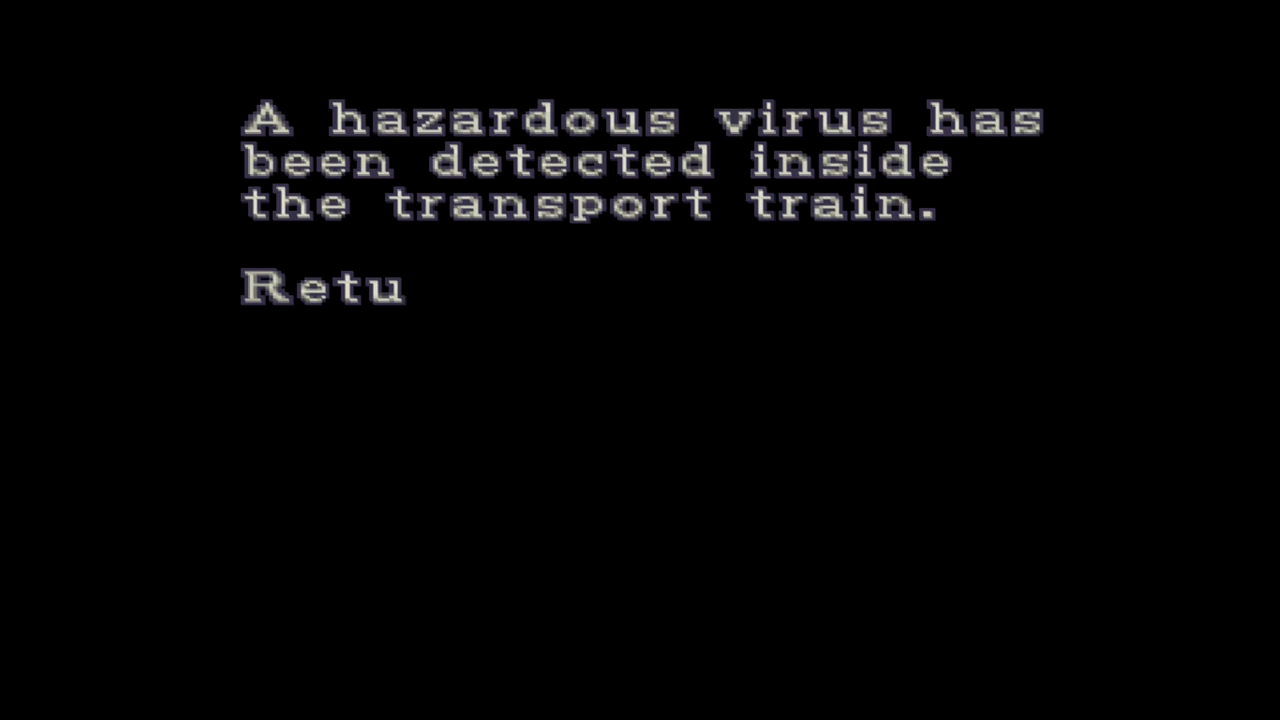 A hazardous virus has
been detected inside
the transport train.
Retu